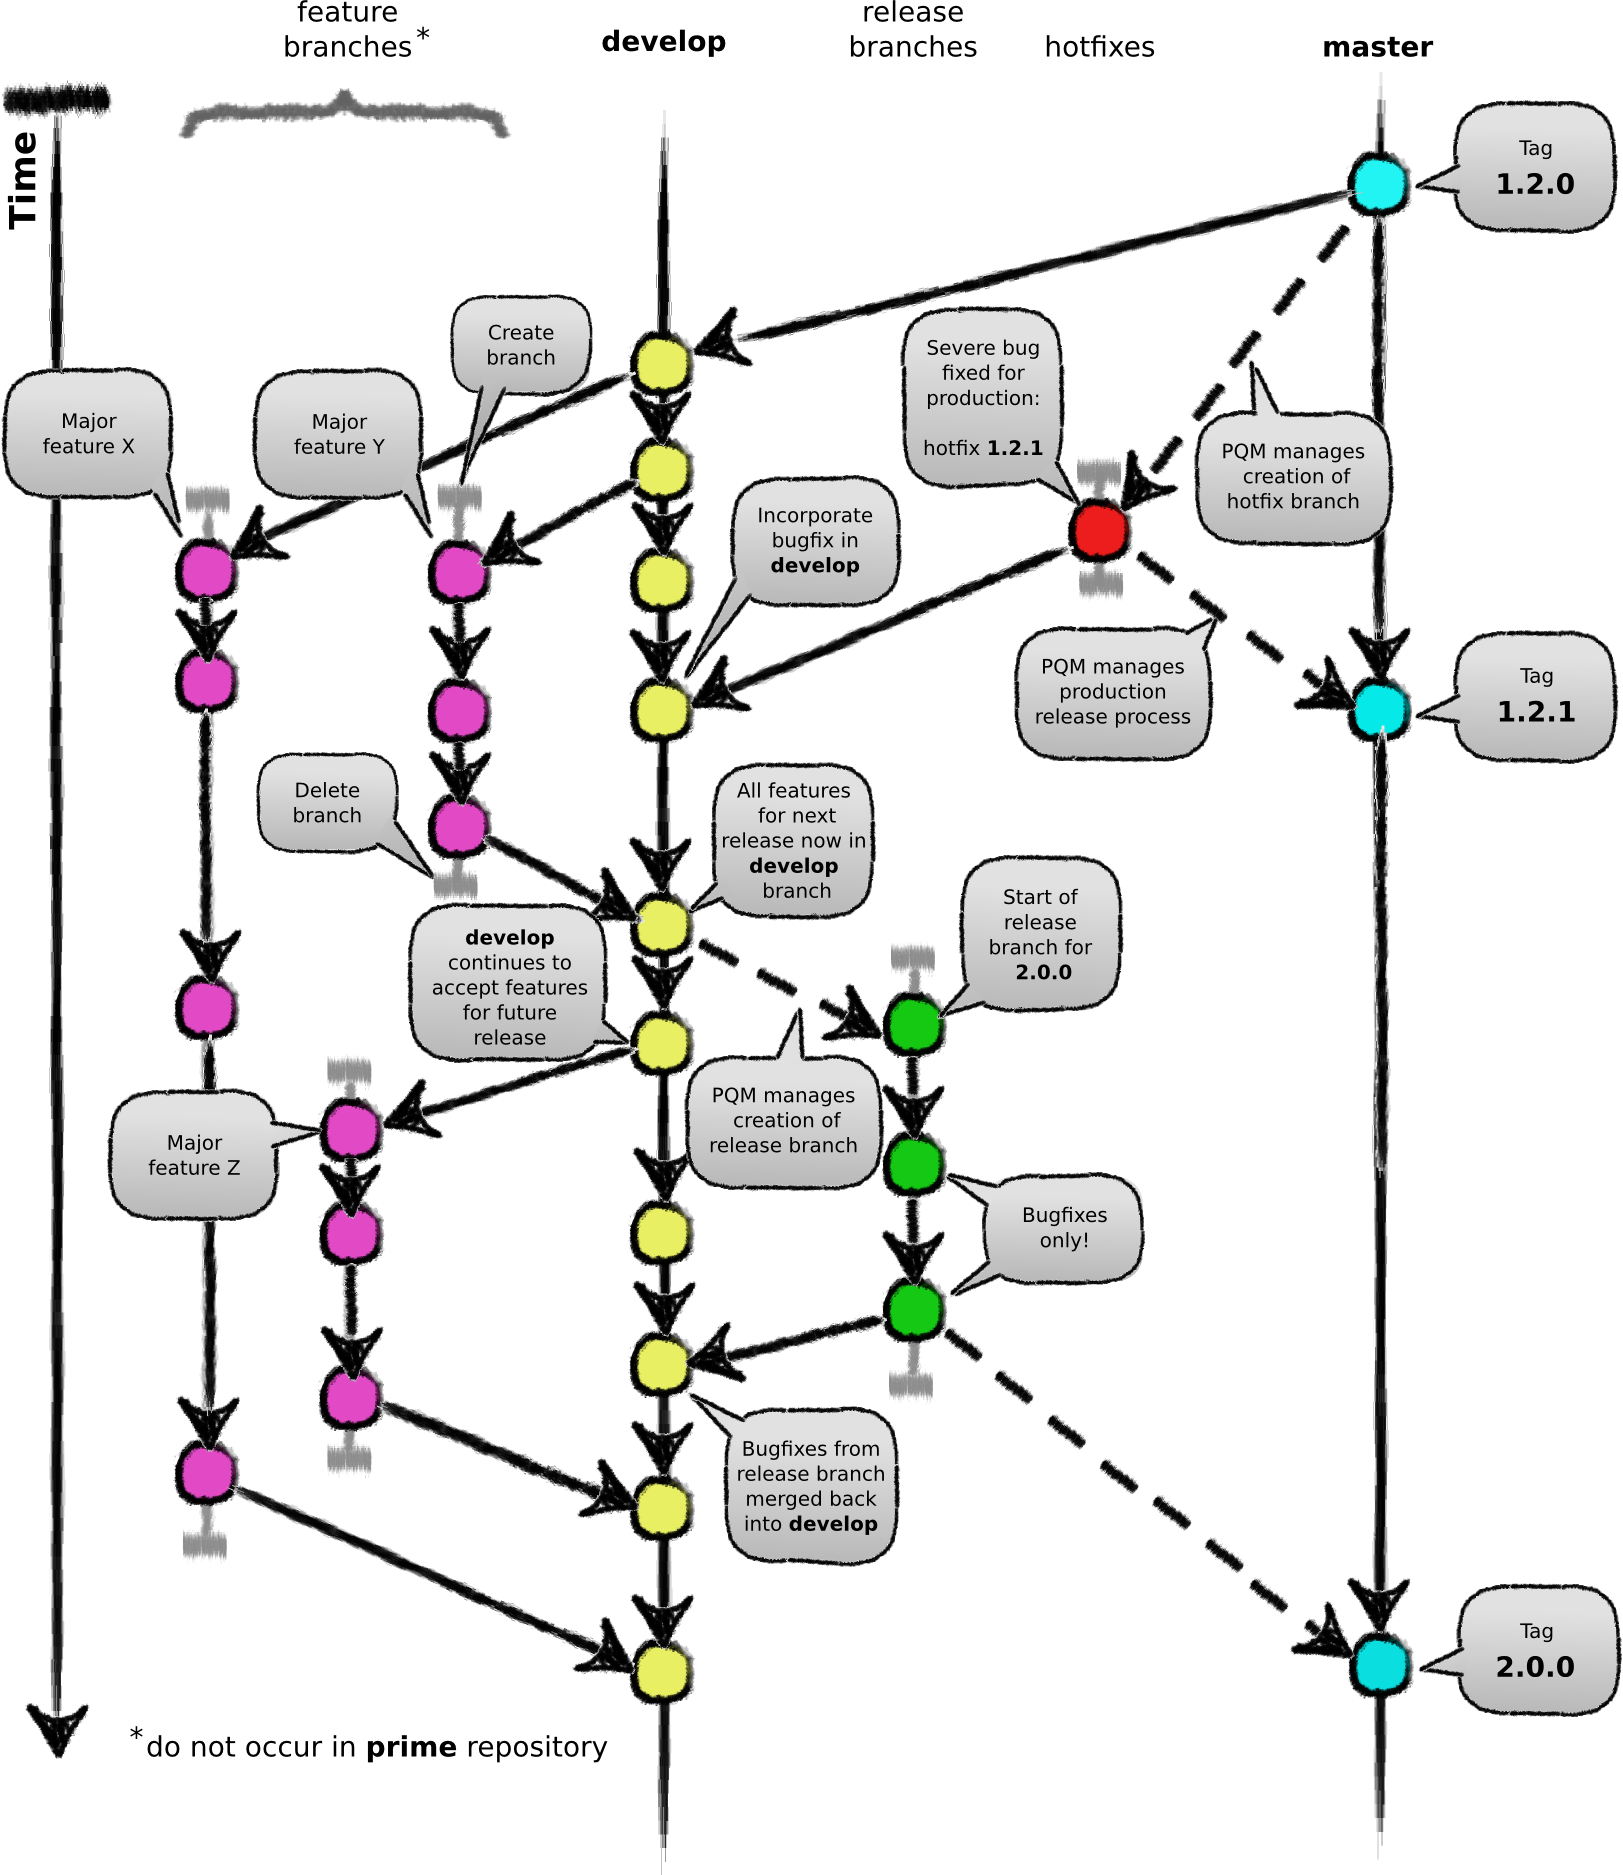 feature
branches*
develop
release
branches
hotfixes
master
Time
Tag
1.2.0
Create
branch
Severe bug
fixed for
production:
hotfix 1.2.1
Major
feature X
Major
feature Y
PQM manages
creation of
hotfix branch
Incorporate
bugfix in
develop
PQM manages
production
release process
Tag
1.2.1
Delete
branch
All features
for next
release now in
develop
branch
Start of
release
branch for
2.0.0
develop
continues to
accept features
for future
release
PQM manages
creation of
release branch
Major
feature Z
Bugfixes
only!
Bugfixes from
release branch
merged back
into develop
Tag
2.0.0
*do not occur in prime repository